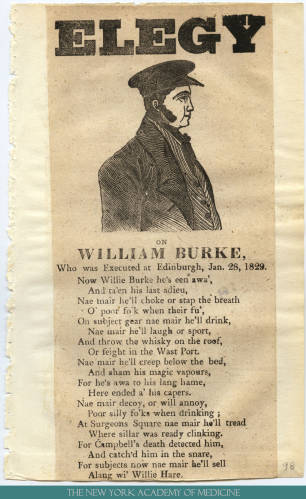 ELEGY
ON
WILLIAM BURKE,
Who was Executed at Edinburgh, Jan. 28, 1829.
Now Willie Burke he's een awa',
And ta'en his last adieu,
Nae mair he'll choke or stap the breath
O' poor fo'k when their fu',
On subject gear nae mair he'll drink,
Nae mair he'll laugh or sport,
And throw the whisky on the roof,
Or feight in the Wast Port.
Nae mair he'll creep below the bed,
And sham his magic vapours,
For he's awa to his lang hame,
Here ended a' his capers.
Nae mair decoy, or will annoy,
Poor silly fo'ks when drinking;
At Surgeons Square nae mair he'll tread
Where sillar was ready clinking.
For Campbell's death detected him,
And catch'd him in the snare,
For subjects now nae mair he'll sell
Alang wi' Willie Hare.
THE NEW YORK ACADEMY OF MEDICINE